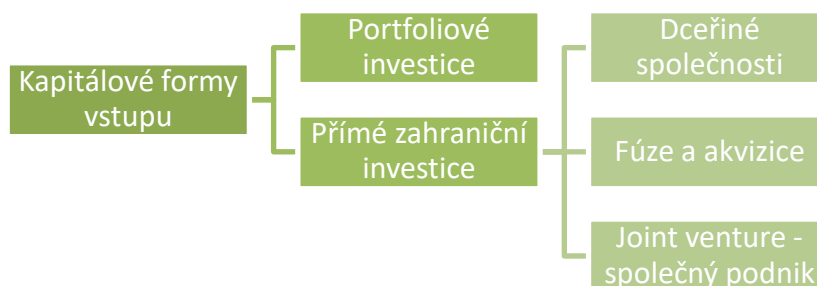 Kapitálové formy
vstupu
Portfoliové
investice
Přímé zahraniční
investice
Dceřiné
společnosti
Fúze a akvizice
Joint venture -
společný podnik